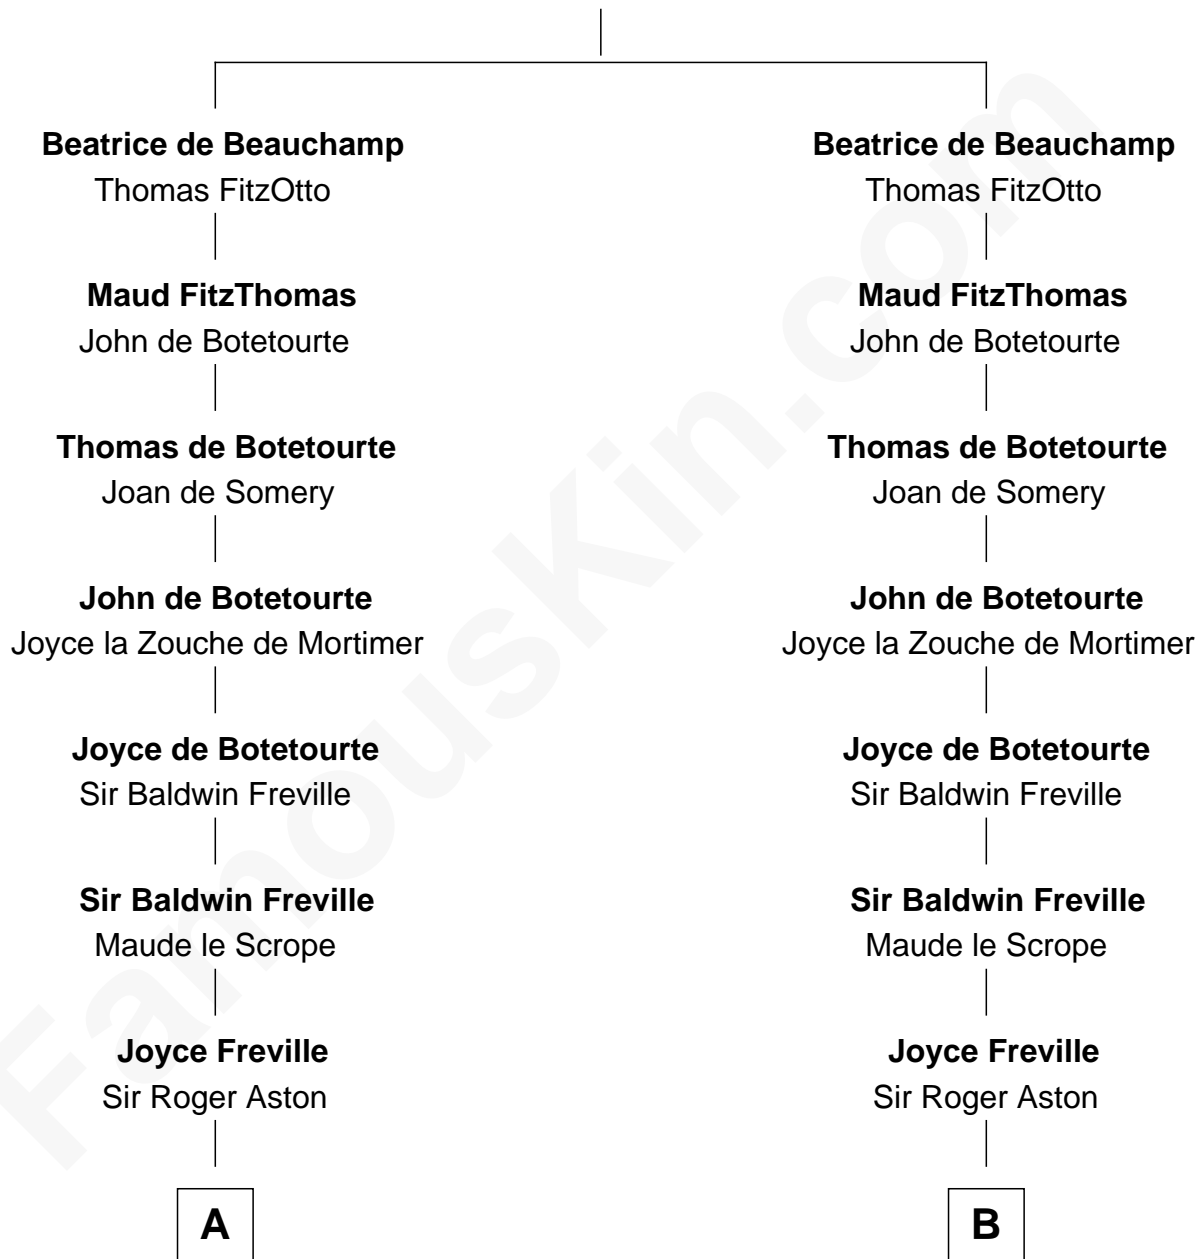 Beatrice de Beauchamp
Thomas FitzOtto
Maud FitzThomas
John de Botetourte
Thomas de Botetourte
Joan de Somery
John de Botetourte
Joyce la Zouche de Mortimer
Joyce de Botetourte
Sir Baldwin Freville
Sir Baldwin Freville
Maude le Scrope
Joyce Freville
Sir Roger Aston
A
Beatrice de Beauchamp
Thomas FitzOtto
Maud FitzThomas
John de Botetourte
Thomas de Botetourte
Joan de Somery
John de Botetourte
Joyce la Zouche de Mortimer
Joyce de Botetourte
Sir Baldwin Freville
Sir Baldwin Freville
Maude le Scrope
Joyce Freville
Sir Roger Aston
B
FamousKin.com